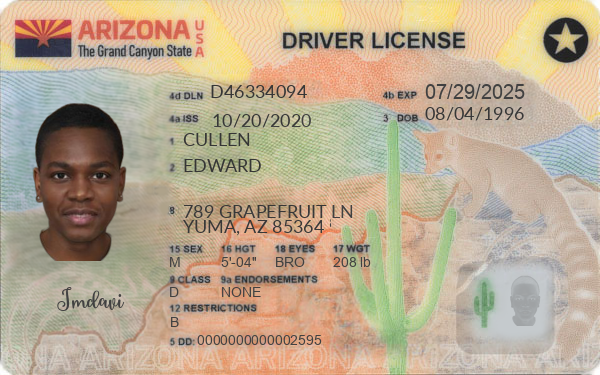 ARIZONA USA
The Grand Canyon State
DRIVER LICENSE
4d DLN D46334094
4b EXP 07/29/2025
4a ISS 10/20/2020
3 DOB 08/04/1996
1 CULLEN
2 EDWARD
8 789 GRAPEFRUIT LN
YUMA, AZ 85364
15 SEX 16 HGT 18 EYES 17 WGT
M 5'-04" BRO 208 lb
9 CLASS 9a ENDORSEMENTS
D NONE
12 RESTRICTIONS
B
5 DD: 0000000000002595
Jmdavi
ARIZONA ARIZONA ARIZONA ARIZONA